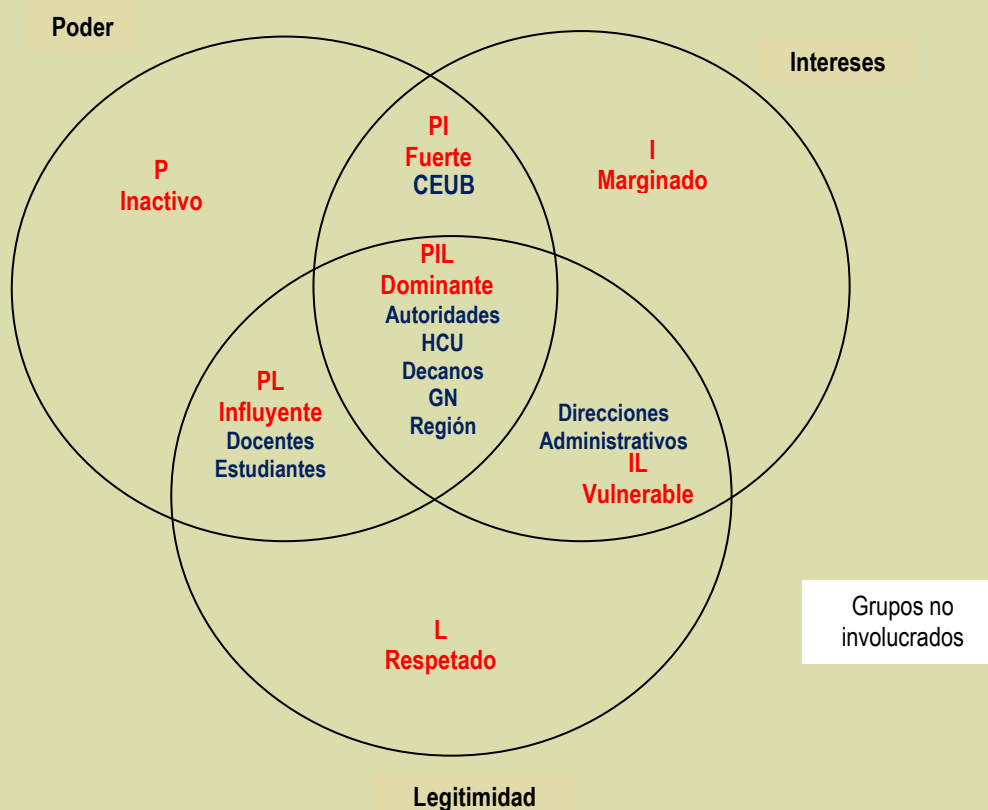 Poder
Intereses
PI
Fuerte
CEUB
P
Inactivo
I
Marginado
PIL
Dominante
Autoridades
HCU
Decanos
GN
Región
PL
Influyente
Docentes
Estudiantes
Direcciones
Administrativos
IL
Vulnerable
Grupos no
involucrados
L
Respetado
Legitimidad